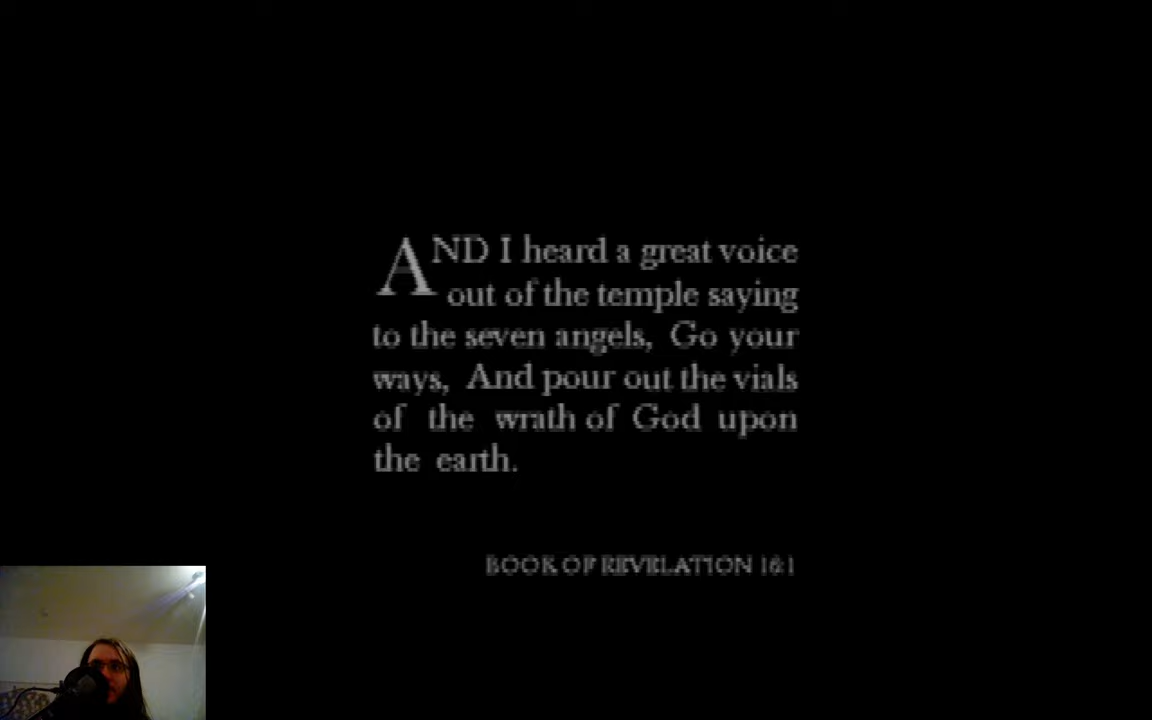 AND I heard a great voice
out of the temple saying
to the seven angels, Go your
ways, And pour out the vials
of the wrath of God upon
the earth.
BOOK OF REVELATION 16:1